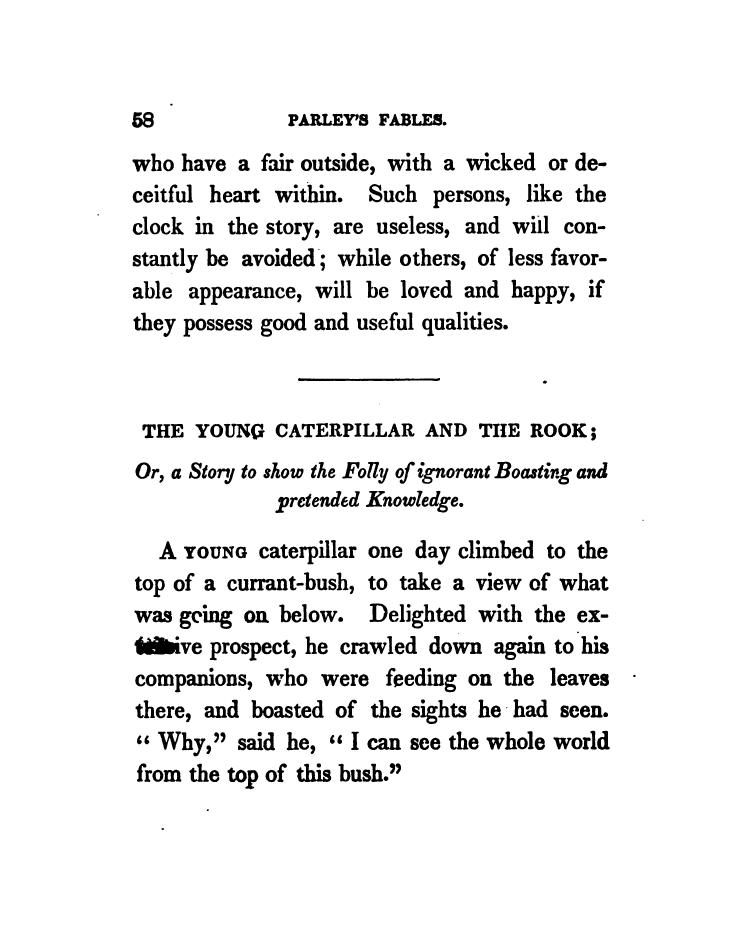 58 PARLEY'S FABLES.
who have a fair outside, with a wicked or de-
ceitful heart within. Such persons, like the
clock in the story, are useless, and will con-
stantly be avoided; while others, of less favor-
able appearance, will be loved and happy, if
they possess good and useful qualities.
THE YOUNG CATERPILLAR AND THE ROOK;
Or, a Story to show the Folly of ignorant Boasting and
pretended Knowledge.
A YOUNG caterpillar one day climbed to the
top of a currant-bush, to take a view of what
was going on below. Delighted with the ex-
prospect, he crawled down again to his
companions, who were feeding on the leaves
there, and boasted of the sights he had seen.
“ Why,” said he, “ I can see the whole world
from the top of this bush.”